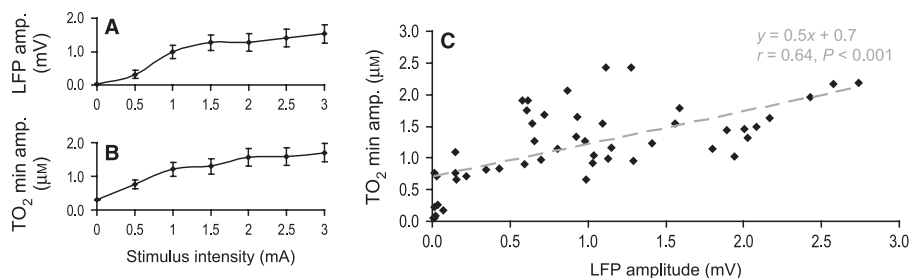 A
LFP amp.
(mV)
2.0
1.0
0.0
0 0.5 1 1.5 2 2.5 3
B
TO2 min amp.
(μM)
2.0
1.0
0.0
0 0.5 1 1.5 2 2.5 3
Stimulus intensity (mA)
C
y = 0.5x + 0.7
r = 0.64, P < 0.001
TO2 min amp. (μM)
3.0
2.5
2.0
1.5
1.0
0.5
0.0
0.0 0.5 1.0 1.5 2.0 2.5 3.0
LFP amplitude (mV)